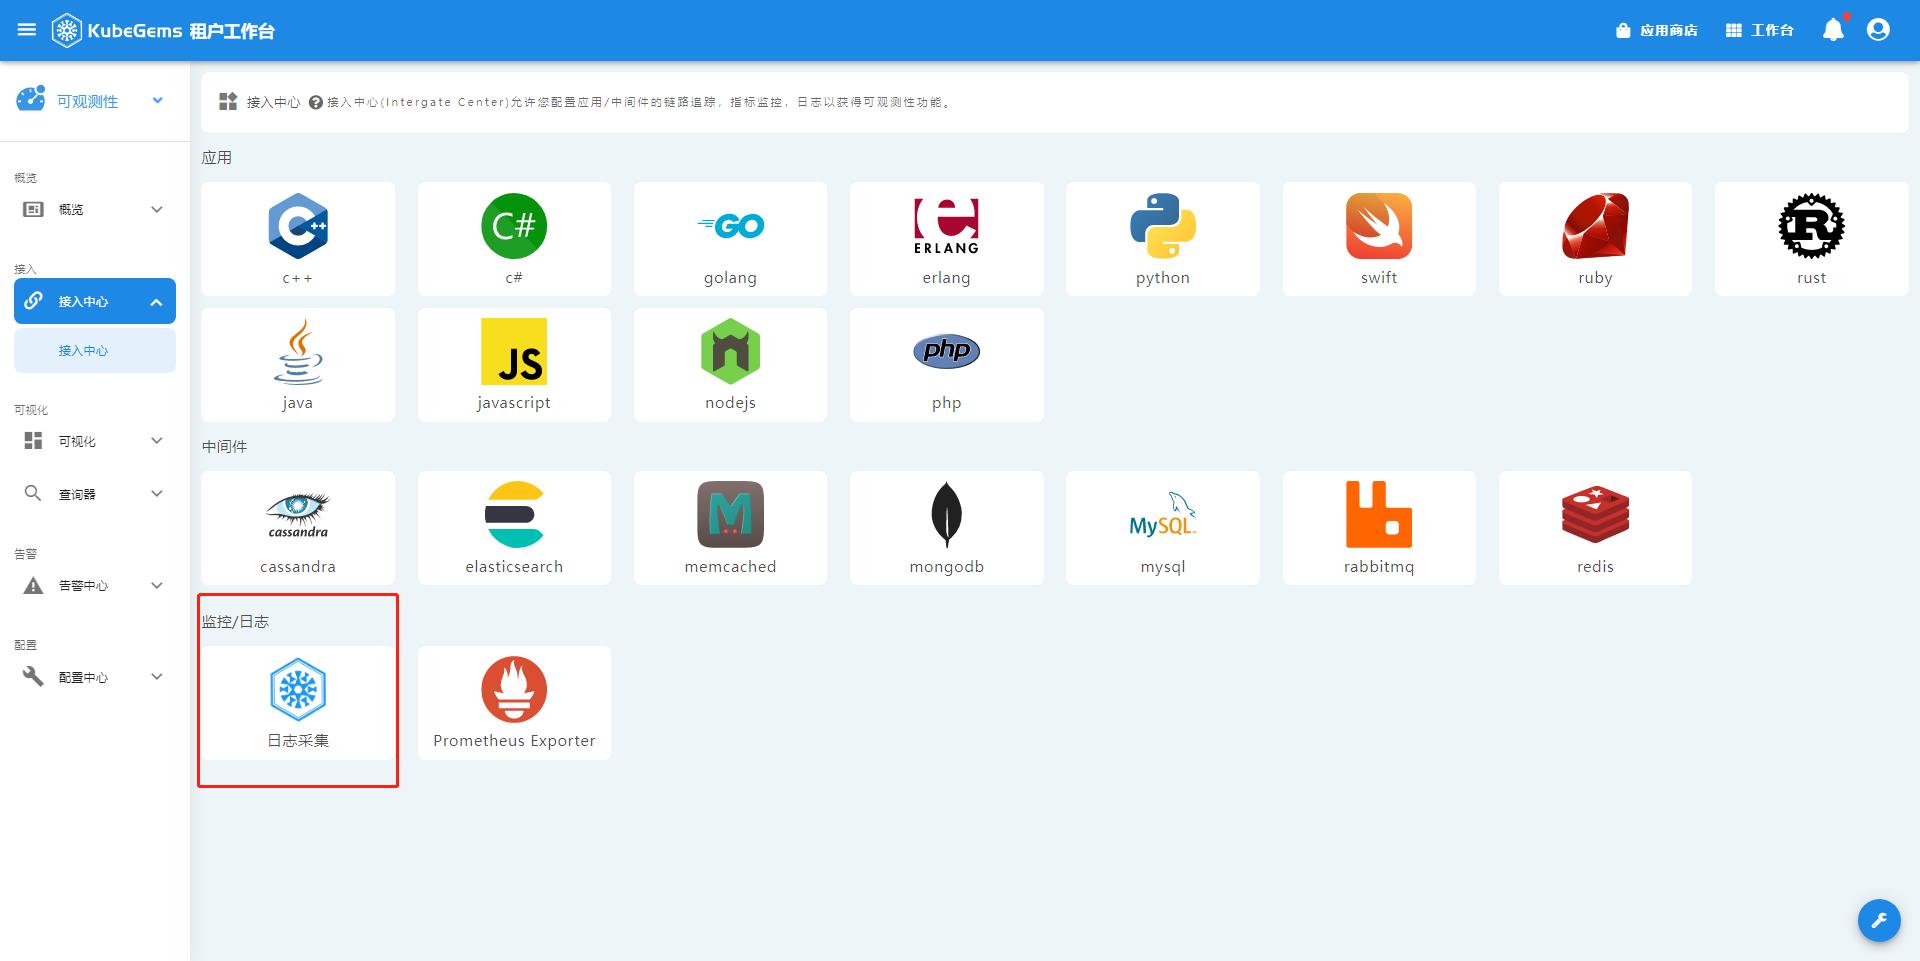 KubeGems 租户工作台
应用商店
工作台
可观测性
接入中心
接入中心(Intergate Center)允许您配置应用/中间件的链路追踪，指标监控，日志以获得可观测性功能。
概览
概览
接入
接入中心
接入中心
可视化
可视化
查询器
告警
告警中心
配置
配置中心
应用
C++
C#
GO
ERLANG
R
c++
c#
golang
erlang
python
swift
ruby
rust
JS
n
php
java
javascript
nodejs
php
中间件
cassandra
M
MySQL
cassandra
elasticsearch
memcached
mongodb
mysql
rabbitmq
redis
监控/日志
日志采集
Prometheus Exporter